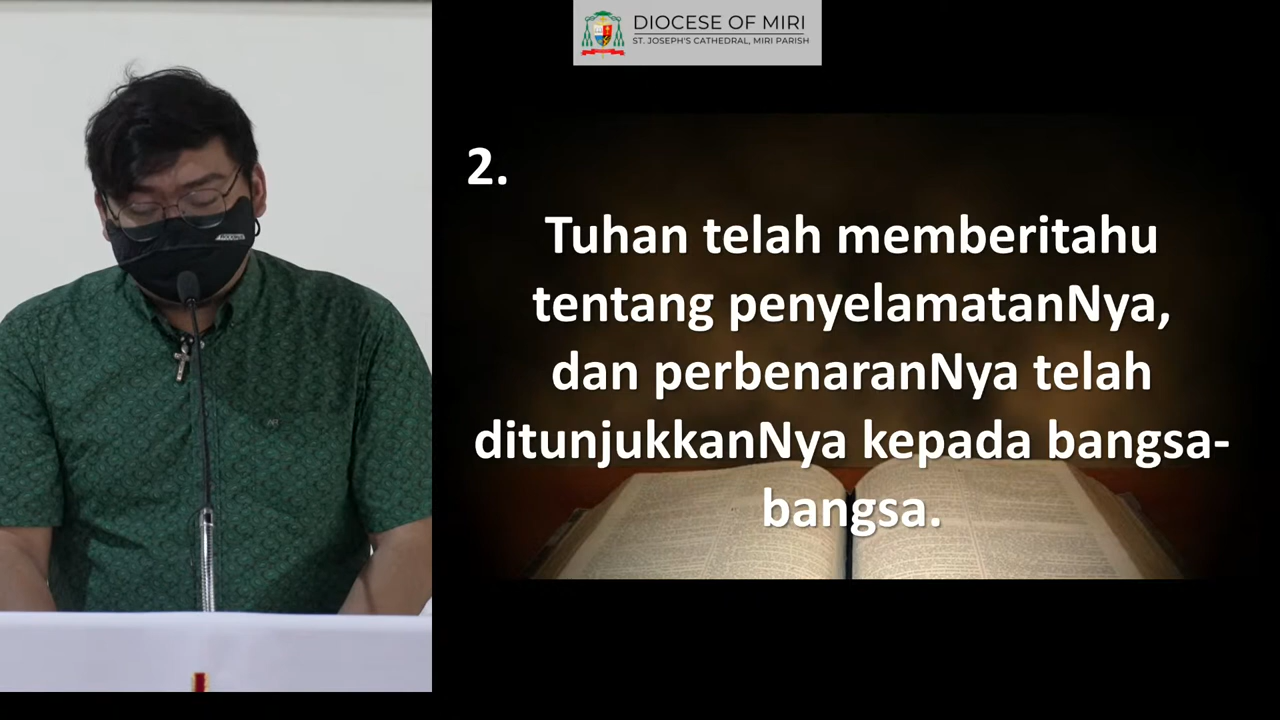 DIOCESE OF MIRI
ST. JOSEPH'S CATHEDRAL, MIRI PARISH
2.
Tuhan telah memberitahu
tentang penyelamatanNya,
dan perbenaranNya telah
ditunjukkanNya kepada bangsa-
bangsa.